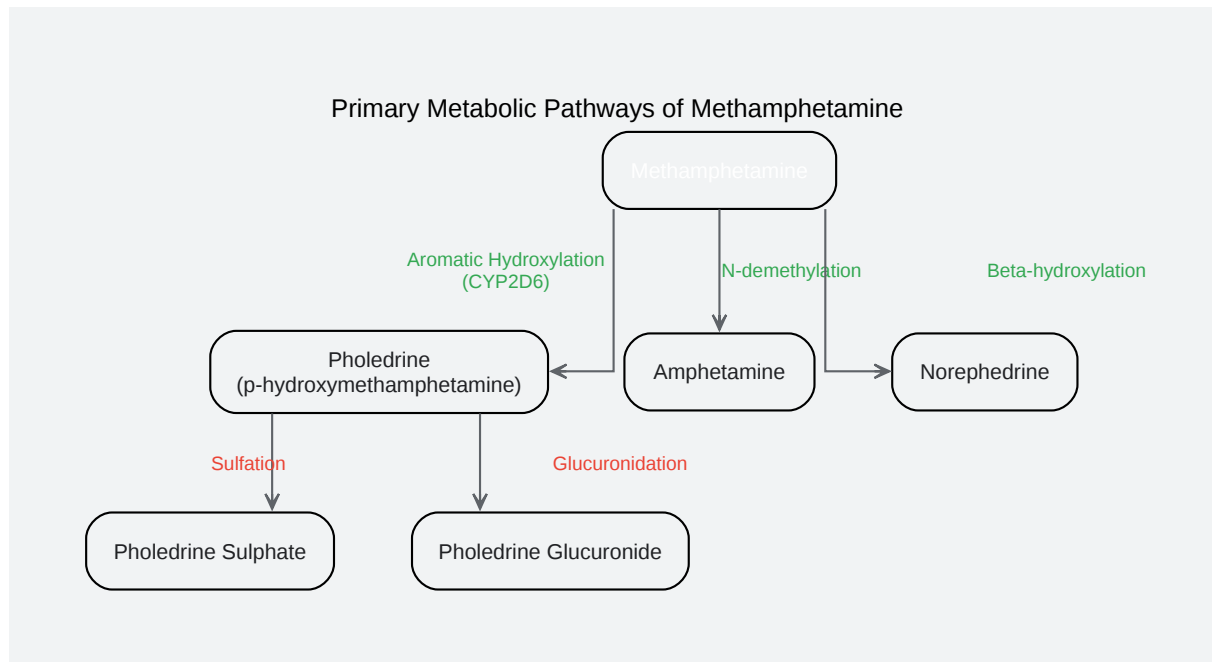 Primary Metabolic Pathways of Methamphetamine
Methamphetamine
Aromatic Hydroxylation
(CYP2D6)
N-demethylation
Beta-hydroxylation
Pholedrine
(p-hydroxymethamphetamine)
Amphetamine
Norephedrine
Sulfation
Glucuronidation
Pholedrine Sulphate
Pholedrine Glucuronide